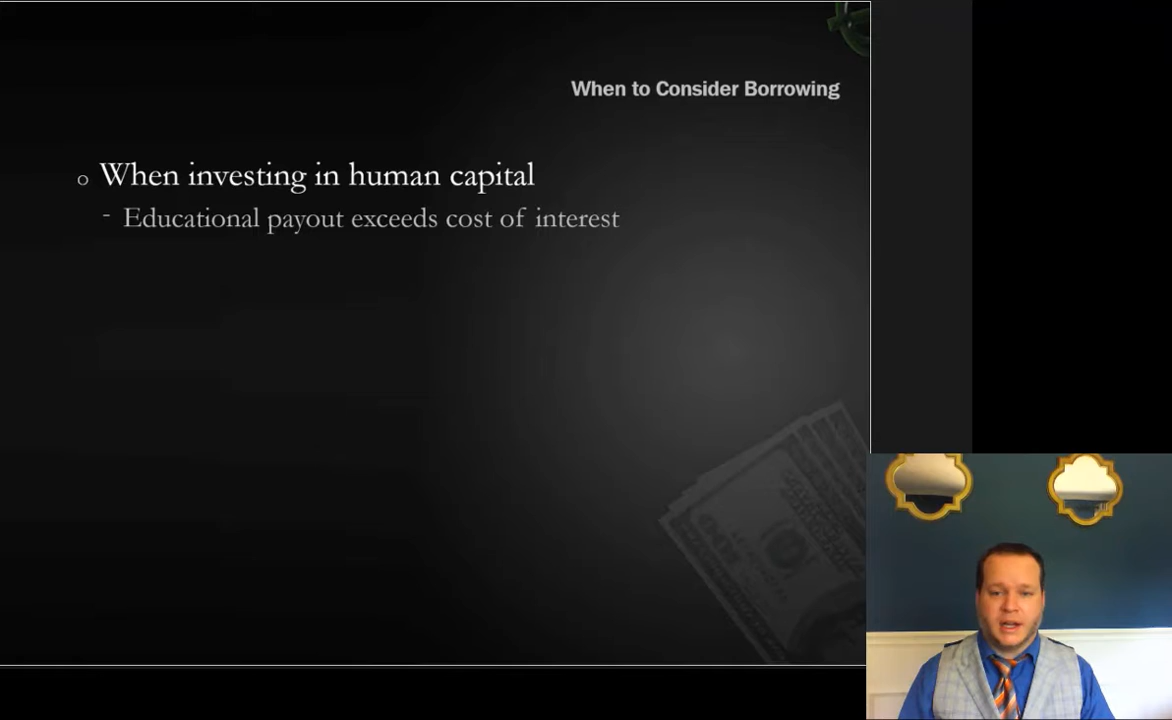 When to Consider Borrowing
o When investing in human capital
- Educational payout exceeds cost of interest